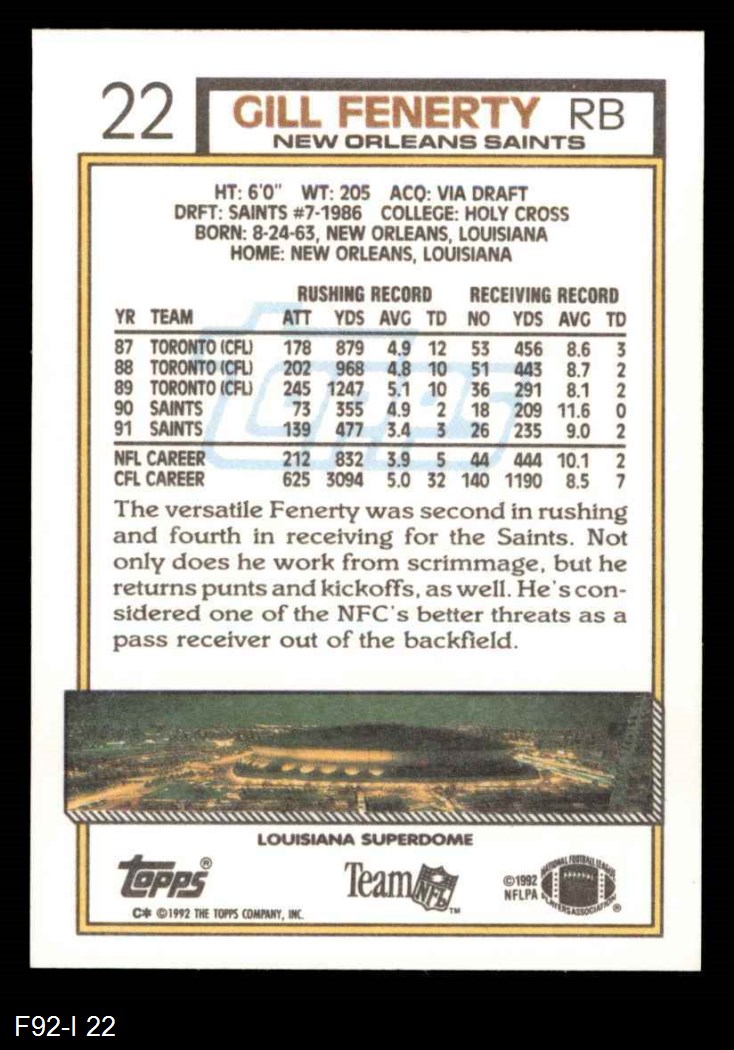 22 GILL FENERTY RB
NEW ORLEANS SAINTS
HT: 6'0" WT: 205 ACQ: VIA DRAFT
DRFT: SAINTS #7-1986 COLLEGE: HOLY CROSS
BORN: 8-24-63, NEW ORLEANS, LOUISIANA
HOME: NEW ORLEANS, LOUISIANA
RUSHING RECORD RECEIVING RECORD
YR TEAM ATT YDS AVG TD NO YDS AVG TD
87 TORONTO (CFL) 178 879 4.9 12 53 456 8.6 3
88 TORONTO (CFL) 202 968 4.8 10 51 443 8.7 2
89 TORONTO (CFL) 245 1247 5.1 10 36 291 8.1 2
90 SAINTS 73 355 4.9 2 18 209 11.6 0
91 SAINTS 139 477 3.4 3 26 235 9.0 2
NFL CAREER 212 832 3.9 5 44 444 10.1 2
CFL CAREER 625 3094 5.0 32 140 1190 8.5 7
Topps
The versatile Fenerty was second in rushing
and fourth in receiving for the Saints. Not
only does he work from scrimmage, but he
returns punts and kickoffs, as well. He's con-
sidered one of the NFC's better threats as a
pass receiver out of the backfield.
LOUISIANA SUPERDOME
Topps® Team NFL™ ©1992 NFLPA NATIONAL FOOTBALL LEAGUE PLAYERS ASSOCIATION®
C* ©1992 THE TOPPS COMPANY, INC.
F92-I 22